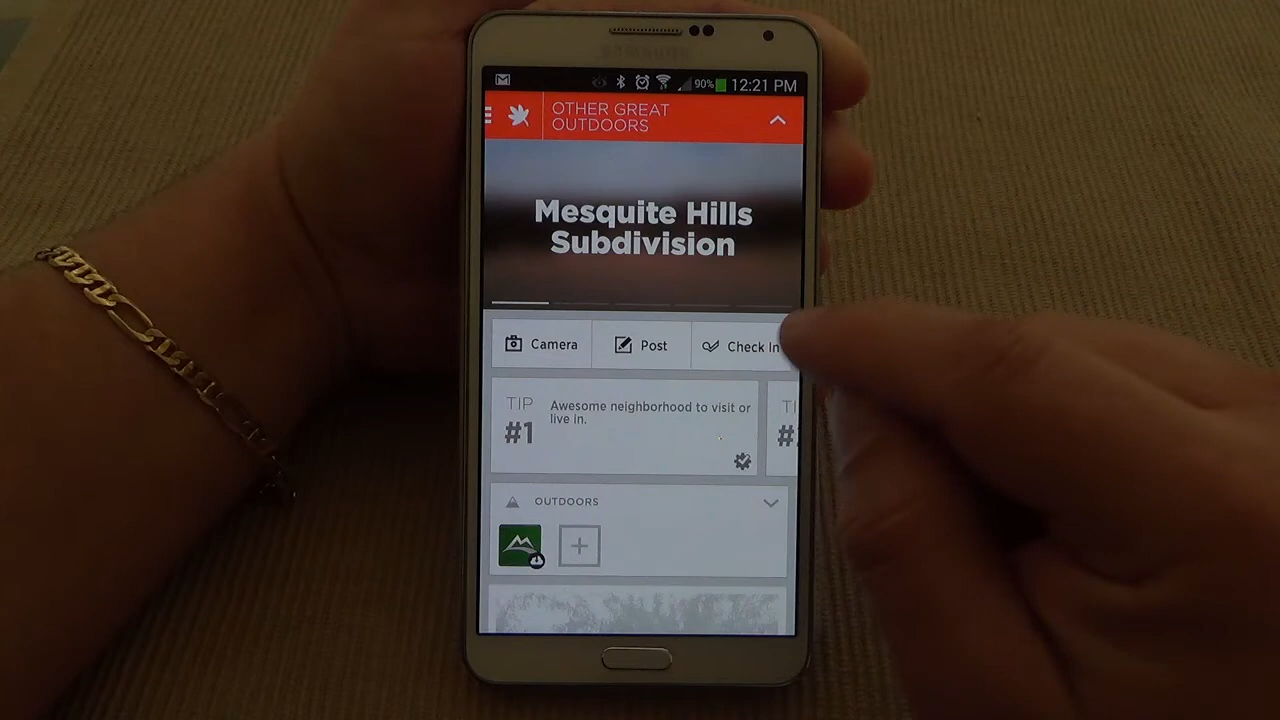 SAMSUNG
90% 12:21 PM
OTHER GREAT
OUTDOORS
Mesquite Hills
Subdivision
Camera Post Check In
TIP
#1
Awesome neighborhood to visit or
live in.
OUTDOORS